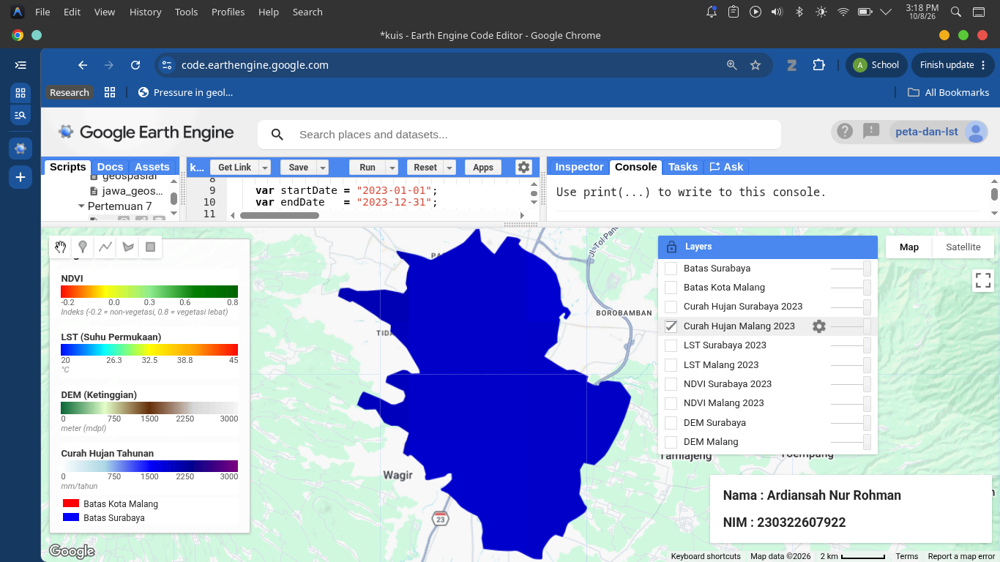 File Edit View History Tools Profiles Help Search
3:18 PM
10/8/26
*kuis - Earth Engine Code Editor - Google Chrome
code.earthengine.google.com
A School
Finish update
Research
Pressure in geol...
All Bookmarks
Google Earth Engine
Search places and datasets...
peta-dan-lst
Scripts Docs Assets
k... Get Link Save Run Reset Apps
Inspector Console Tasks Ask
geospasial
jawa_geos...
Pertemuan 7
8
9 var startDate = "2023-01-01";
10 var endDate = "2023-12-31";
11
Use print(...) to write to this console.
NDVI
-0.2 0.0 0.3 0.6 0.8
Indeks (-0.2 = non-vegetasi, 0.8 = vegetasi lebat)
LST (Suhu Permukaan)
20 26.3 32.5 38.8 45
°C
DEM (Ketinggian)
0 750 1500 2250 3000
meter (mdpl)
Curah Hujan Tahunan
0 750 1500 2250 3000
mm/tahun
Batas Kota Malang
Batas Surabaya
BOROBAMBAN
Wagir
23
Layers
Batas Surabaya
Batas Kota Malang
Curah Hujan Surabaya 2023
Curah Hujan Malang 2023
LST Surabaya 2023
LST Malang 2023
NDVI Surabaya 2023
NDVI Malang 2023
DEM Surabaya
DEM Malang
Map Satellite
Nama : Ardiansah Nur Rohman
NIM : 230322607922
Google
Keyboard shortcuts Map data ©2026 2 km Terms Report a map error